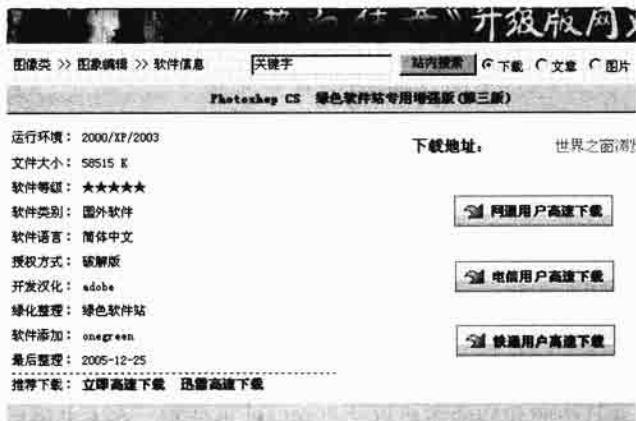 升级版网
图像类 >> 图象编辑 >> 软件信息 关键字 站内搜索 下载 文章 图片
Photoshop CS 绿色软件站专用增强版(第三版)
运行环境: 2000/XP/2003
下载地址: 世界之窗浏
文件大小: 58515 K
软件等级: ★★★★★
软件类别: 国外软件
网通用户高速下载
软件语言: 简体中文
授权方式: 破解版
电信用户高速下载
开发汉化: adobe
绿化整理: 绿色软件站
软件添加: onegreen
铁通用户高速下载
最后整理: 2005-12-25
推荐下载: 立即高速下载 迅雷高速下载